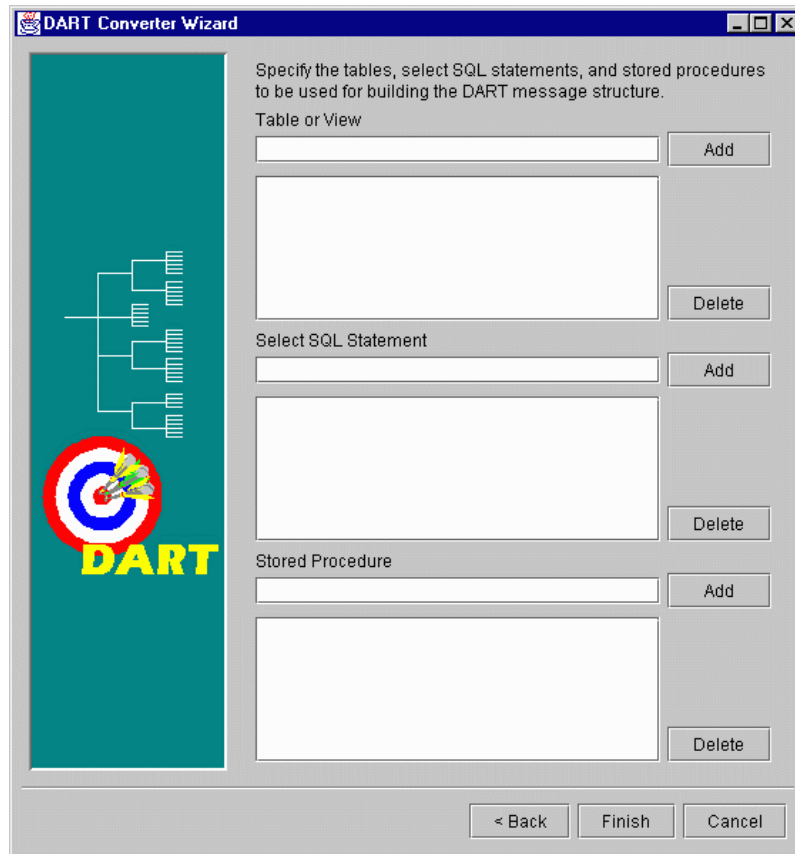 DART Converter Wizard
Specify the tables, select SQL statements, and stored procedures
to be used for building the DART message structure.
Table or View
Add
Delete
Select SQL Statement
Add
Delete
DART
Stored Procedure
Add
Delete
< Back
Finish
Cancel